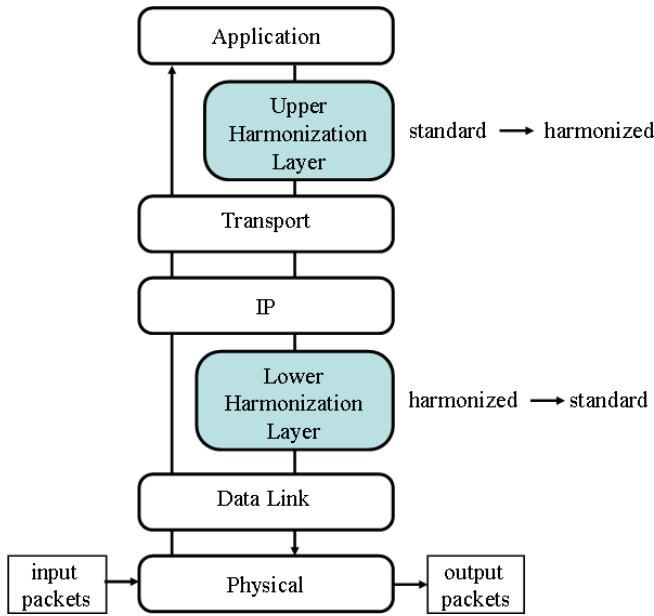 Application
Upper
Harmonization
Layer
standard → harmonized
Transport
IP
Lower
Harmonization
Layer
harmonized → standard
Data Link
input
packets
Physical
output
packets